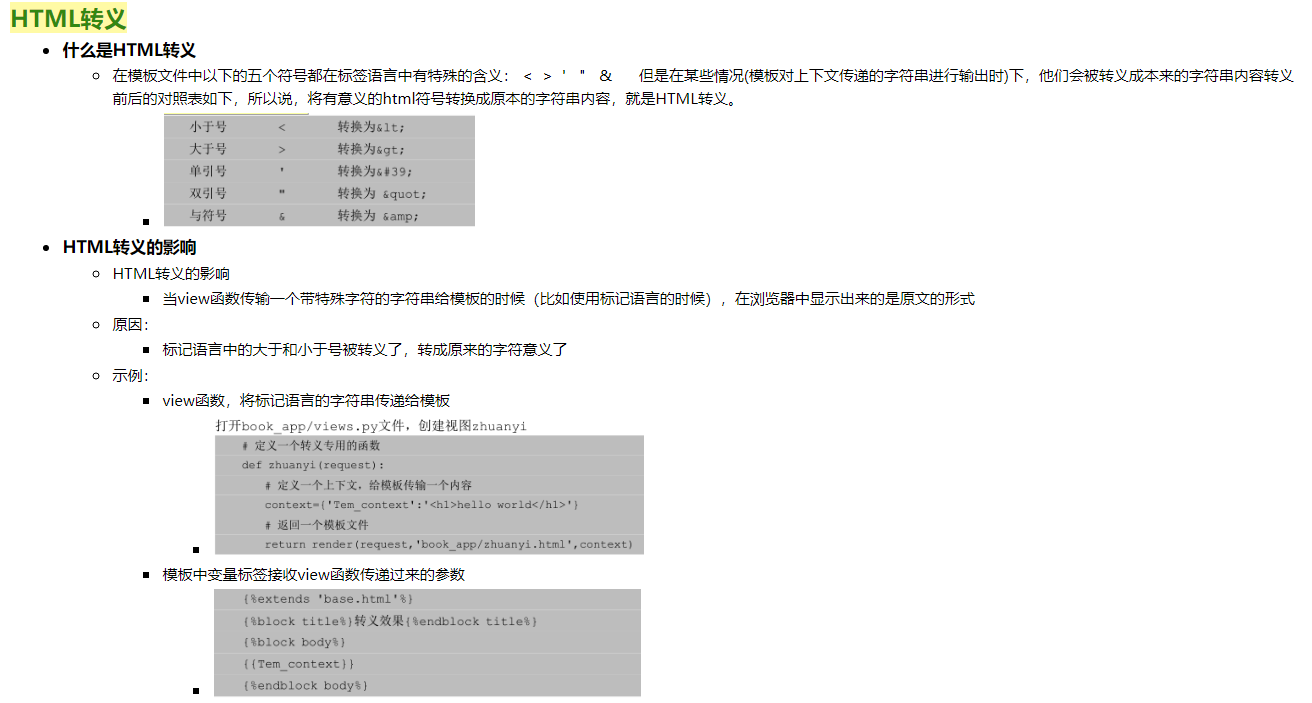 HTML转义
什么是HTML转义
在模板文件中以下的五个符号都在标签语言中有特殊的含义： < > ' " & 但是在某些情况(模板对上下文传递的字符串进行输出时)下，他们会被转义成本来的字符串内容转义
前后的对照表如下，所以说，将有意义的html符号转换成原本的字符串内容，就是HTML转义。
小于号 < 转换为&lt;
大于号 > 转换为&gt;
单引号 ' 转换为&#39;
双引号 " 转换为 &quot;
与符号 & 转换为 &amp;
HTML转义的影响
HTML转义的影响
当view函数传输一个带特殊字符的字符串给模板的时候（比如使用标记语言的时候），在浏览器中显示出来的是原文的形式
原因：
标记语言中的大于和小于号被转义了，转成原来的字符意义了
示例：
view函数，将标记语言的字符串传递给模板
打开book_app/views.py文件，创建视图zhuanyi
# 定义一个转义专用的函数
def zhuanyi(request):
# 定义一个上下文，给模板传输一个内容
context={'Tem_context':'<h1>hello world</h1>'}
# 返回一个模板文件
return render(request,'book_app/zhuanyi.html',context)
模板中变量标签接收view函数传递过来的参数
{%extends 'base.html'%}
{%block title%}转义效果{%endblock title%}
{%block body%}
{{Tem_context}}
{%endblock body%}